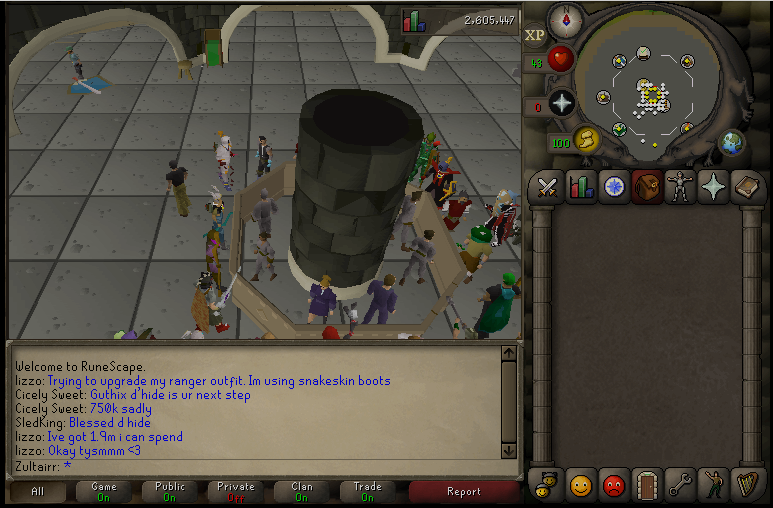 2,605,447
XP
N
43
0
100
Welcome to RuneScape.
lizzo: Trying to upgrade my ranger outfit. Im using snakeskin boots
Cicely Sweet: Guthix d'hide is ur next step
Cicely Sweet: 750k sadly
SledKing: Blessed d hide
lizzo: Ive got 1.9m i can spend
lizzo: Okay tysmmm <3
Zultairr: *
All
Game
On
Public
On
Private
Off
Clan
On
Trade
On
Report